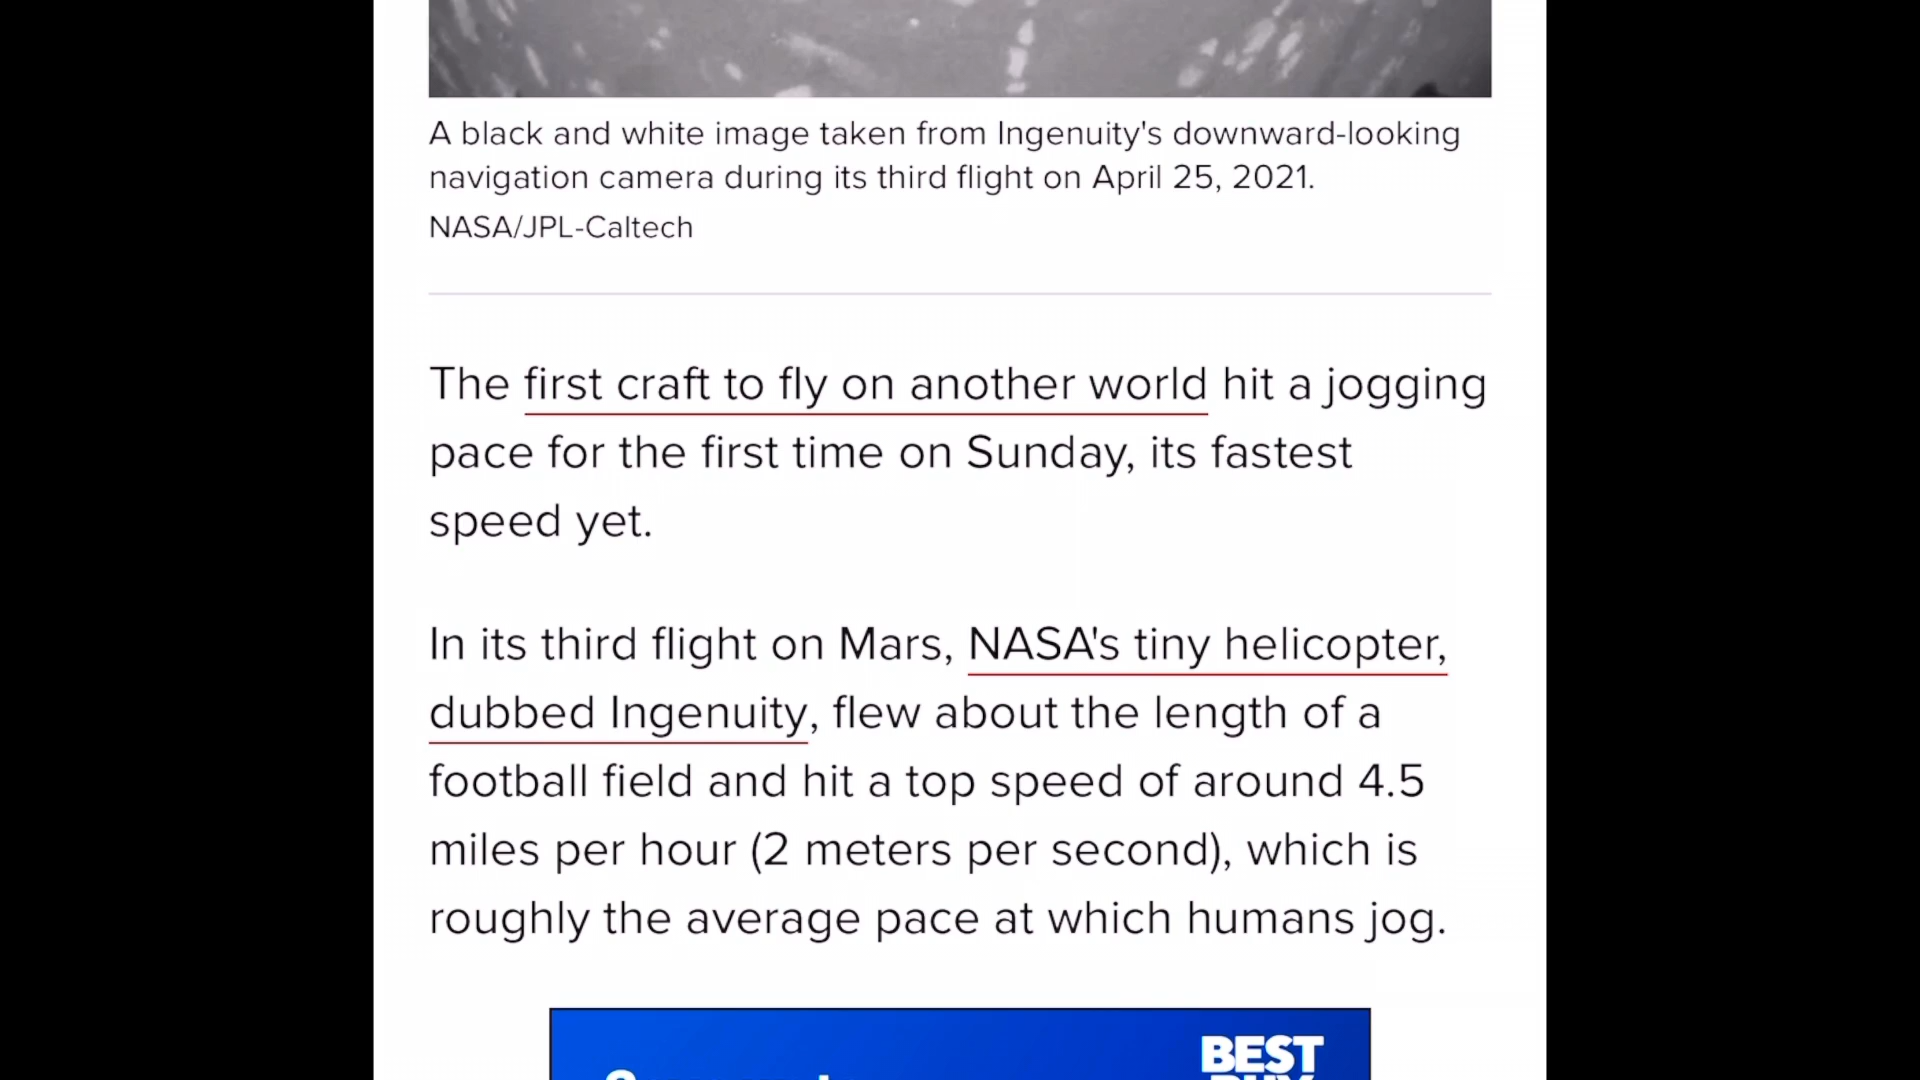 A black and white image taken from Ingenuity's downward-looking
navigation camera during its third flight on April 25, 2021.
NASA/JPL-Caltech
The first craft to fly on another world hit a jogging
pace for the first time on Sunday, its fastest
speed yet.
In its third flight on Mars, NASA's tiny helicopter,
dubbed Ingenuity, flew about the length of a
football field and hit a top speed of around 4.5
miles per hour (2 meters per second), which is
roughly the average pace at which humans jog.
BEST